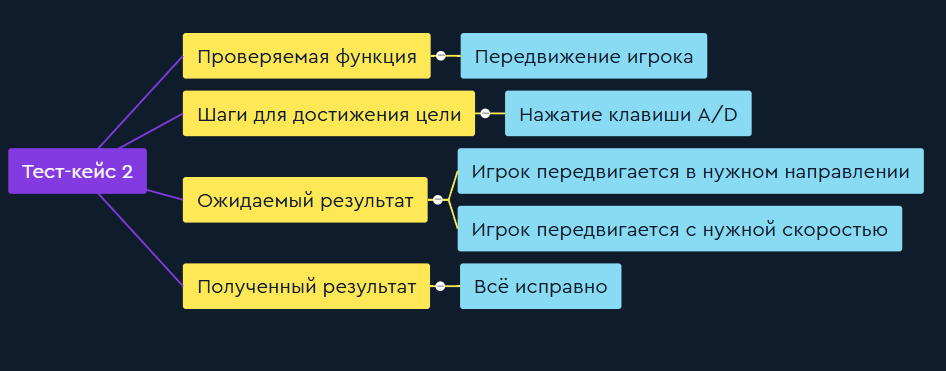 Проверяемая функция
Передвижение игрока
Шаги для достижения цели
Нажатие клавиши A/D
Тест-кейс 2
Ожидаемый результат
Игрок передвигается в нужном направлении
Игрок передвигается с нужной скоростью
Полученный результат
Всё исправно